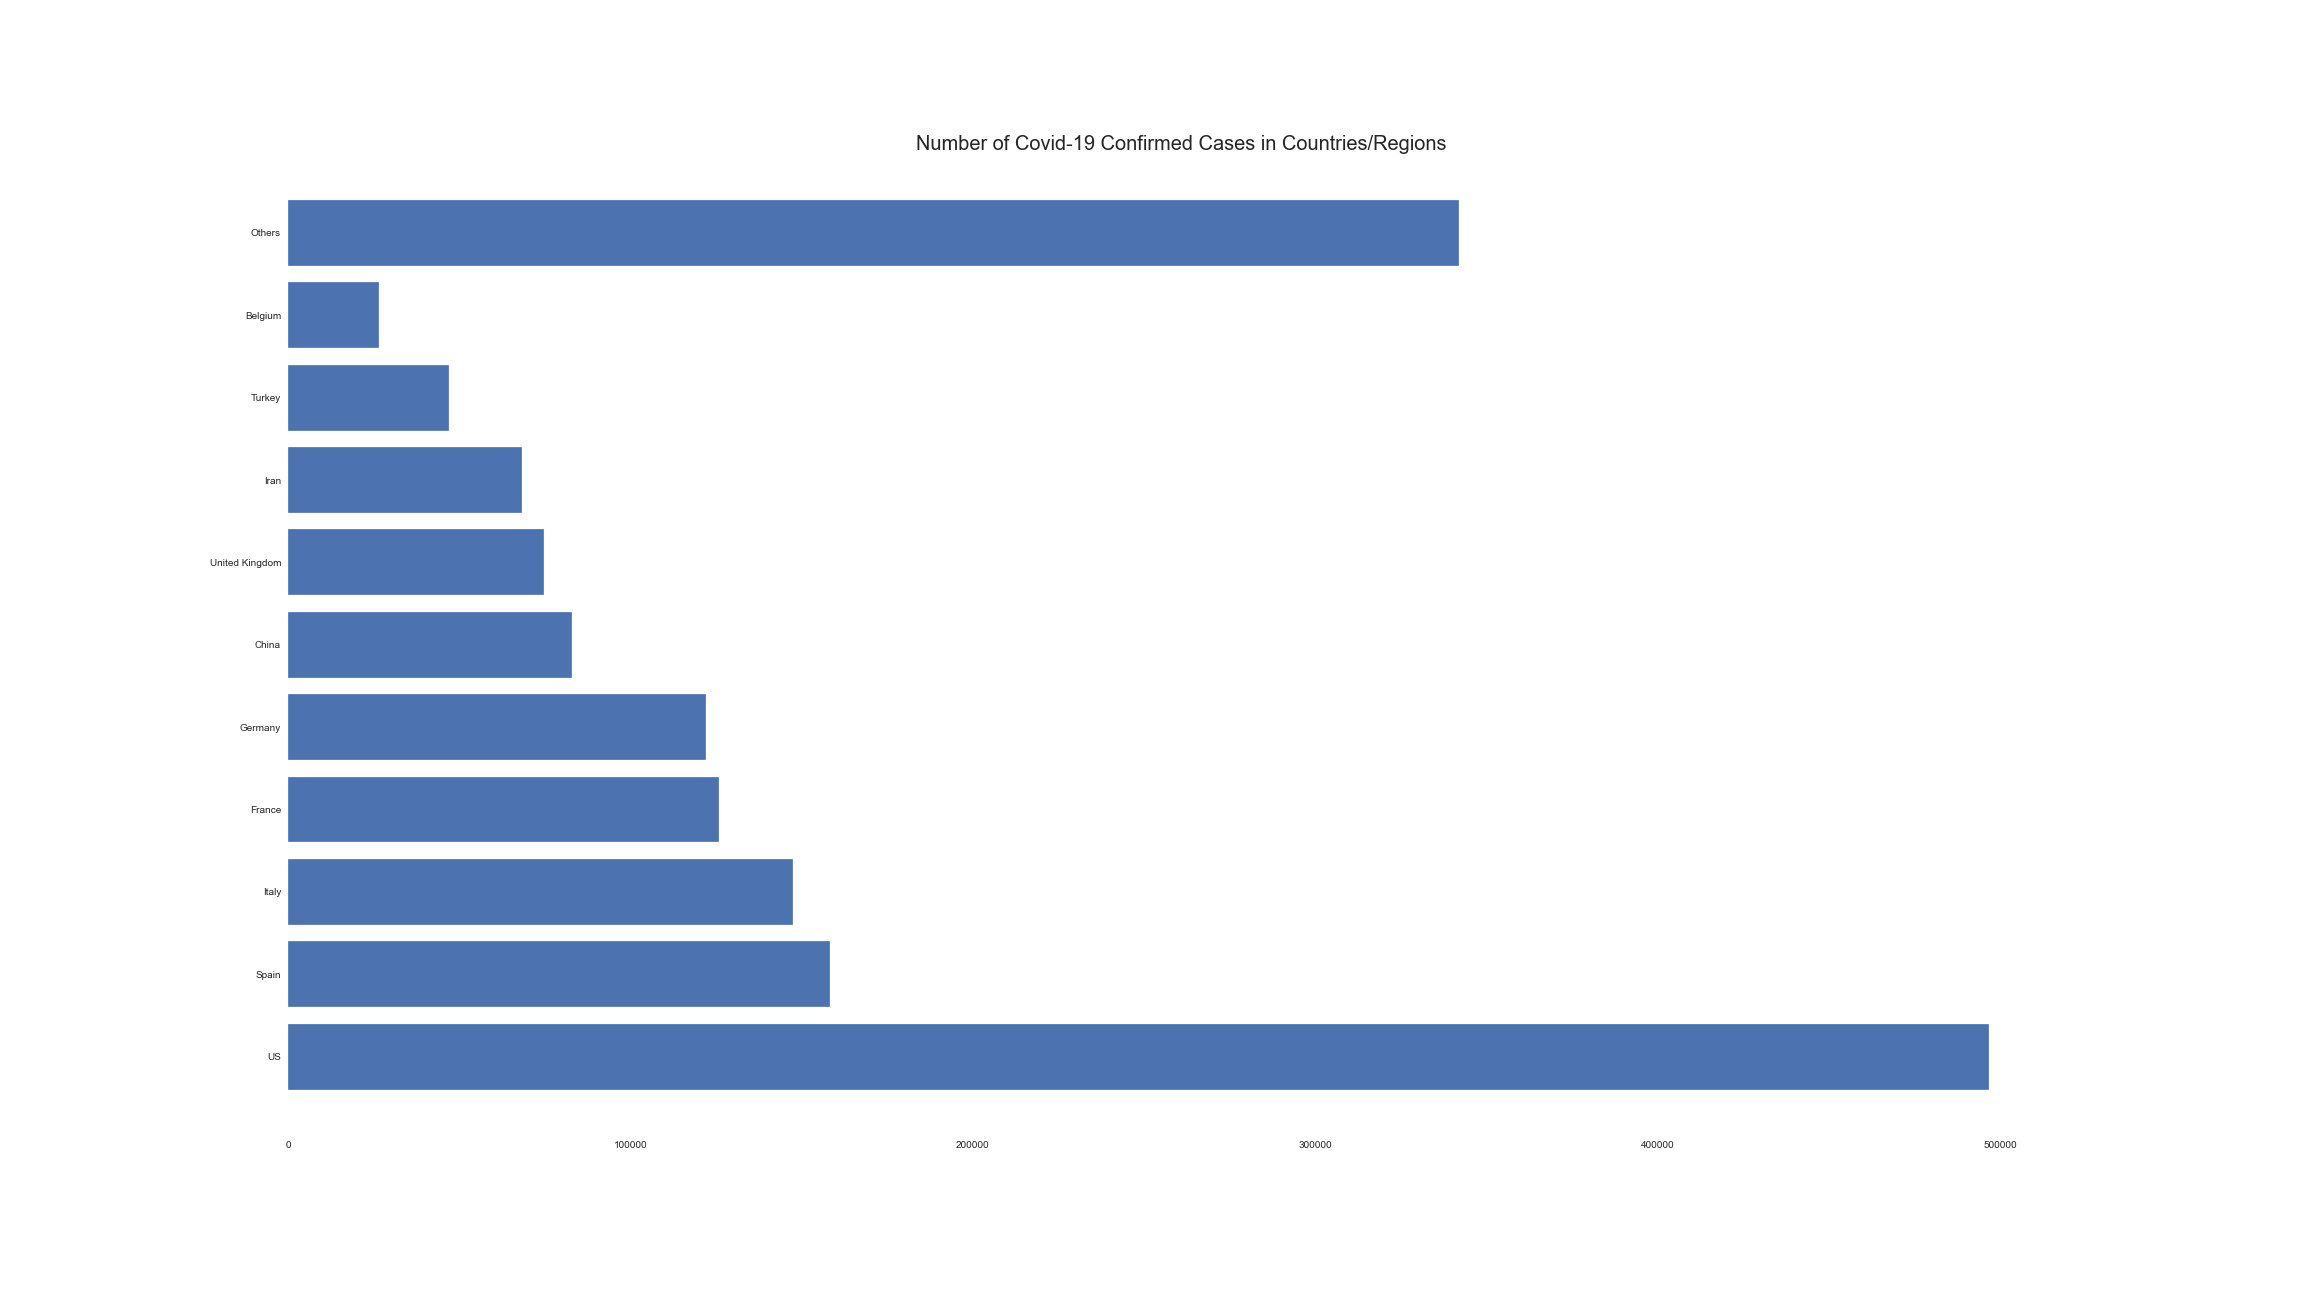 Number of Covid-19 Confirmed Cases in Countries/Regions
Others
Belgium
Turkey
Iran
United Kingdom
China
Germany
France
Italy
Spain
US
0 100000 200000 300000 400000 500000